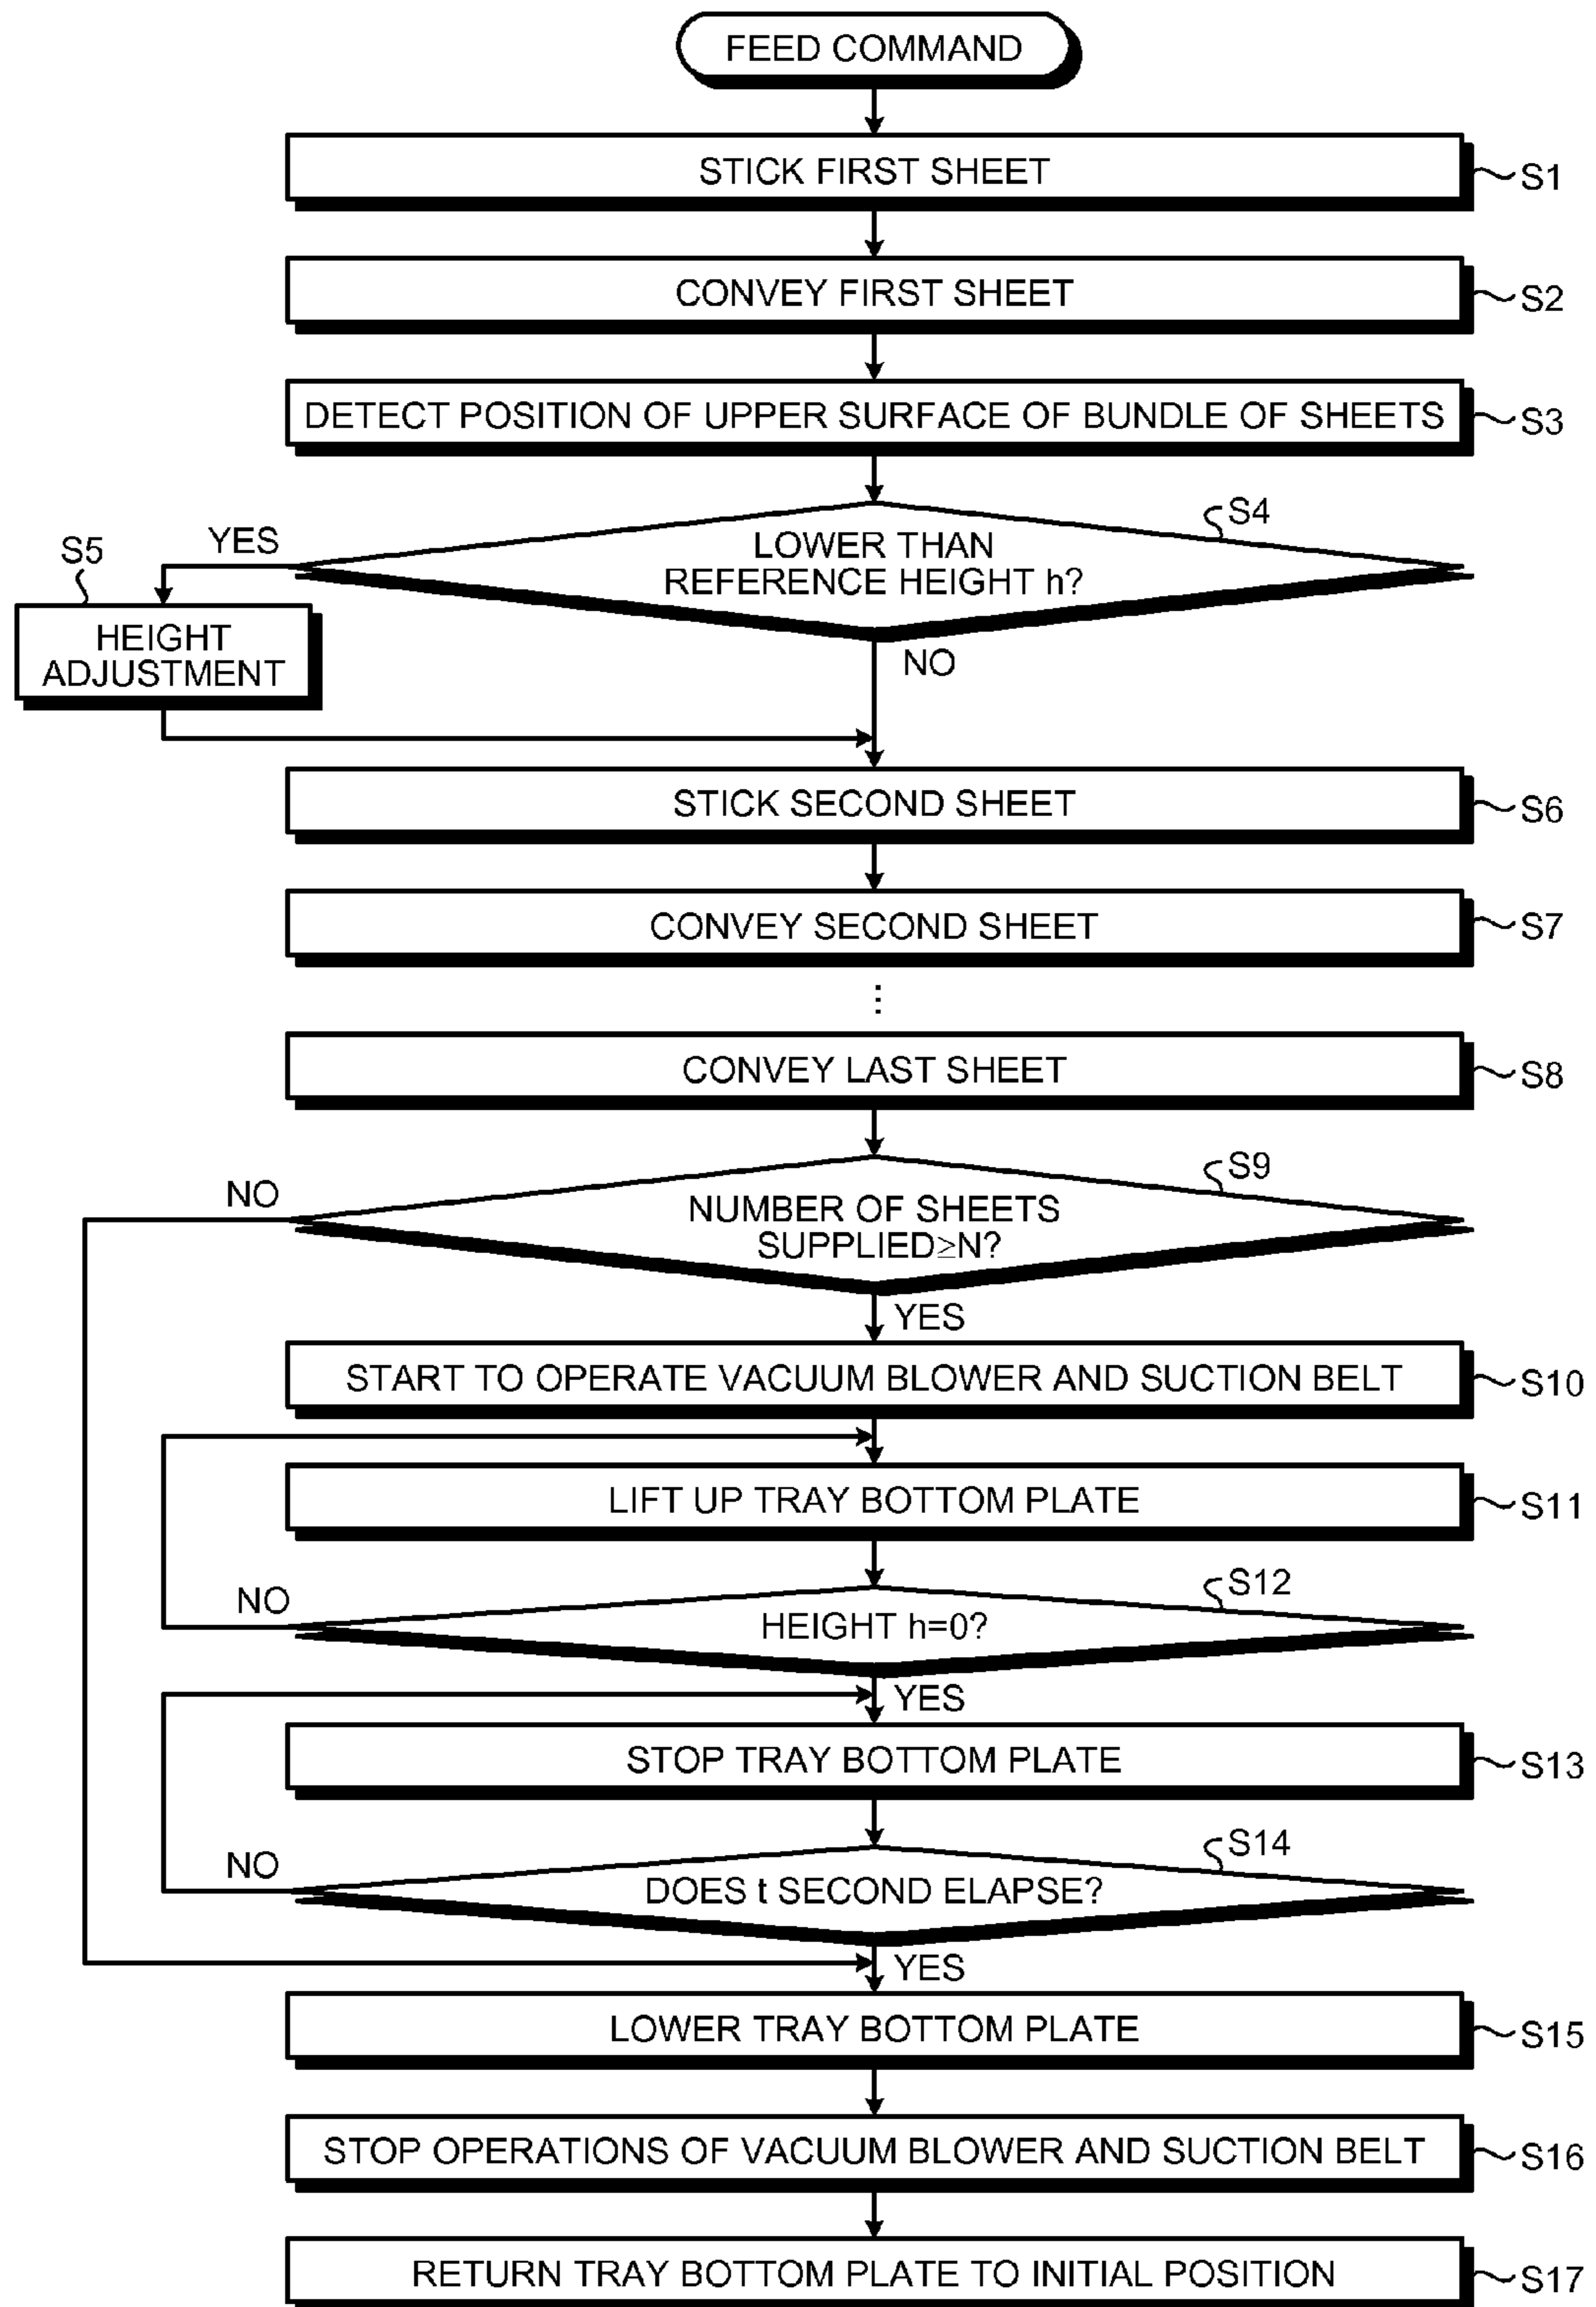 FEED COMMAND
STICK FIRST SHEET
S1
CONVEY FIRST SHEET
S2
DETECT POSITION OF UPPER SURFACE OF BUNDLE OF SHEETS
S3
S4
LOWER THAN
REFERENCE HEIGHT h?
YES
S5
HEIGHT
ADJUSTMENT
NO
STICK SECOND SHEET
S6
CONVEY SECOND SHEET
S7
⋮
CONVEY LAST SHEET
S8
S9
NO
NUMBER OF SHEETS
SUPPLIED≥N?
YES
START TO OPERATE VACUUM BLOWER AND SUCTION BELT
S10
LIFT UP TRAY BOTTOM PLATE
S11
S12
NO
HEIGHT h=0?
YES
STOP TRAY BOTTOM PLATE
S13
S14
NO
DOES t SECOND ELAPSE?
YES
LOWER TRAY BOTTOM PLATE
S15
STOP OPERATIONS OF VACUUM BLOWER AND SUCTION BELT
S16
RETURN TRAY BOTTOM PLATE TO INITIAL POSITION
S17